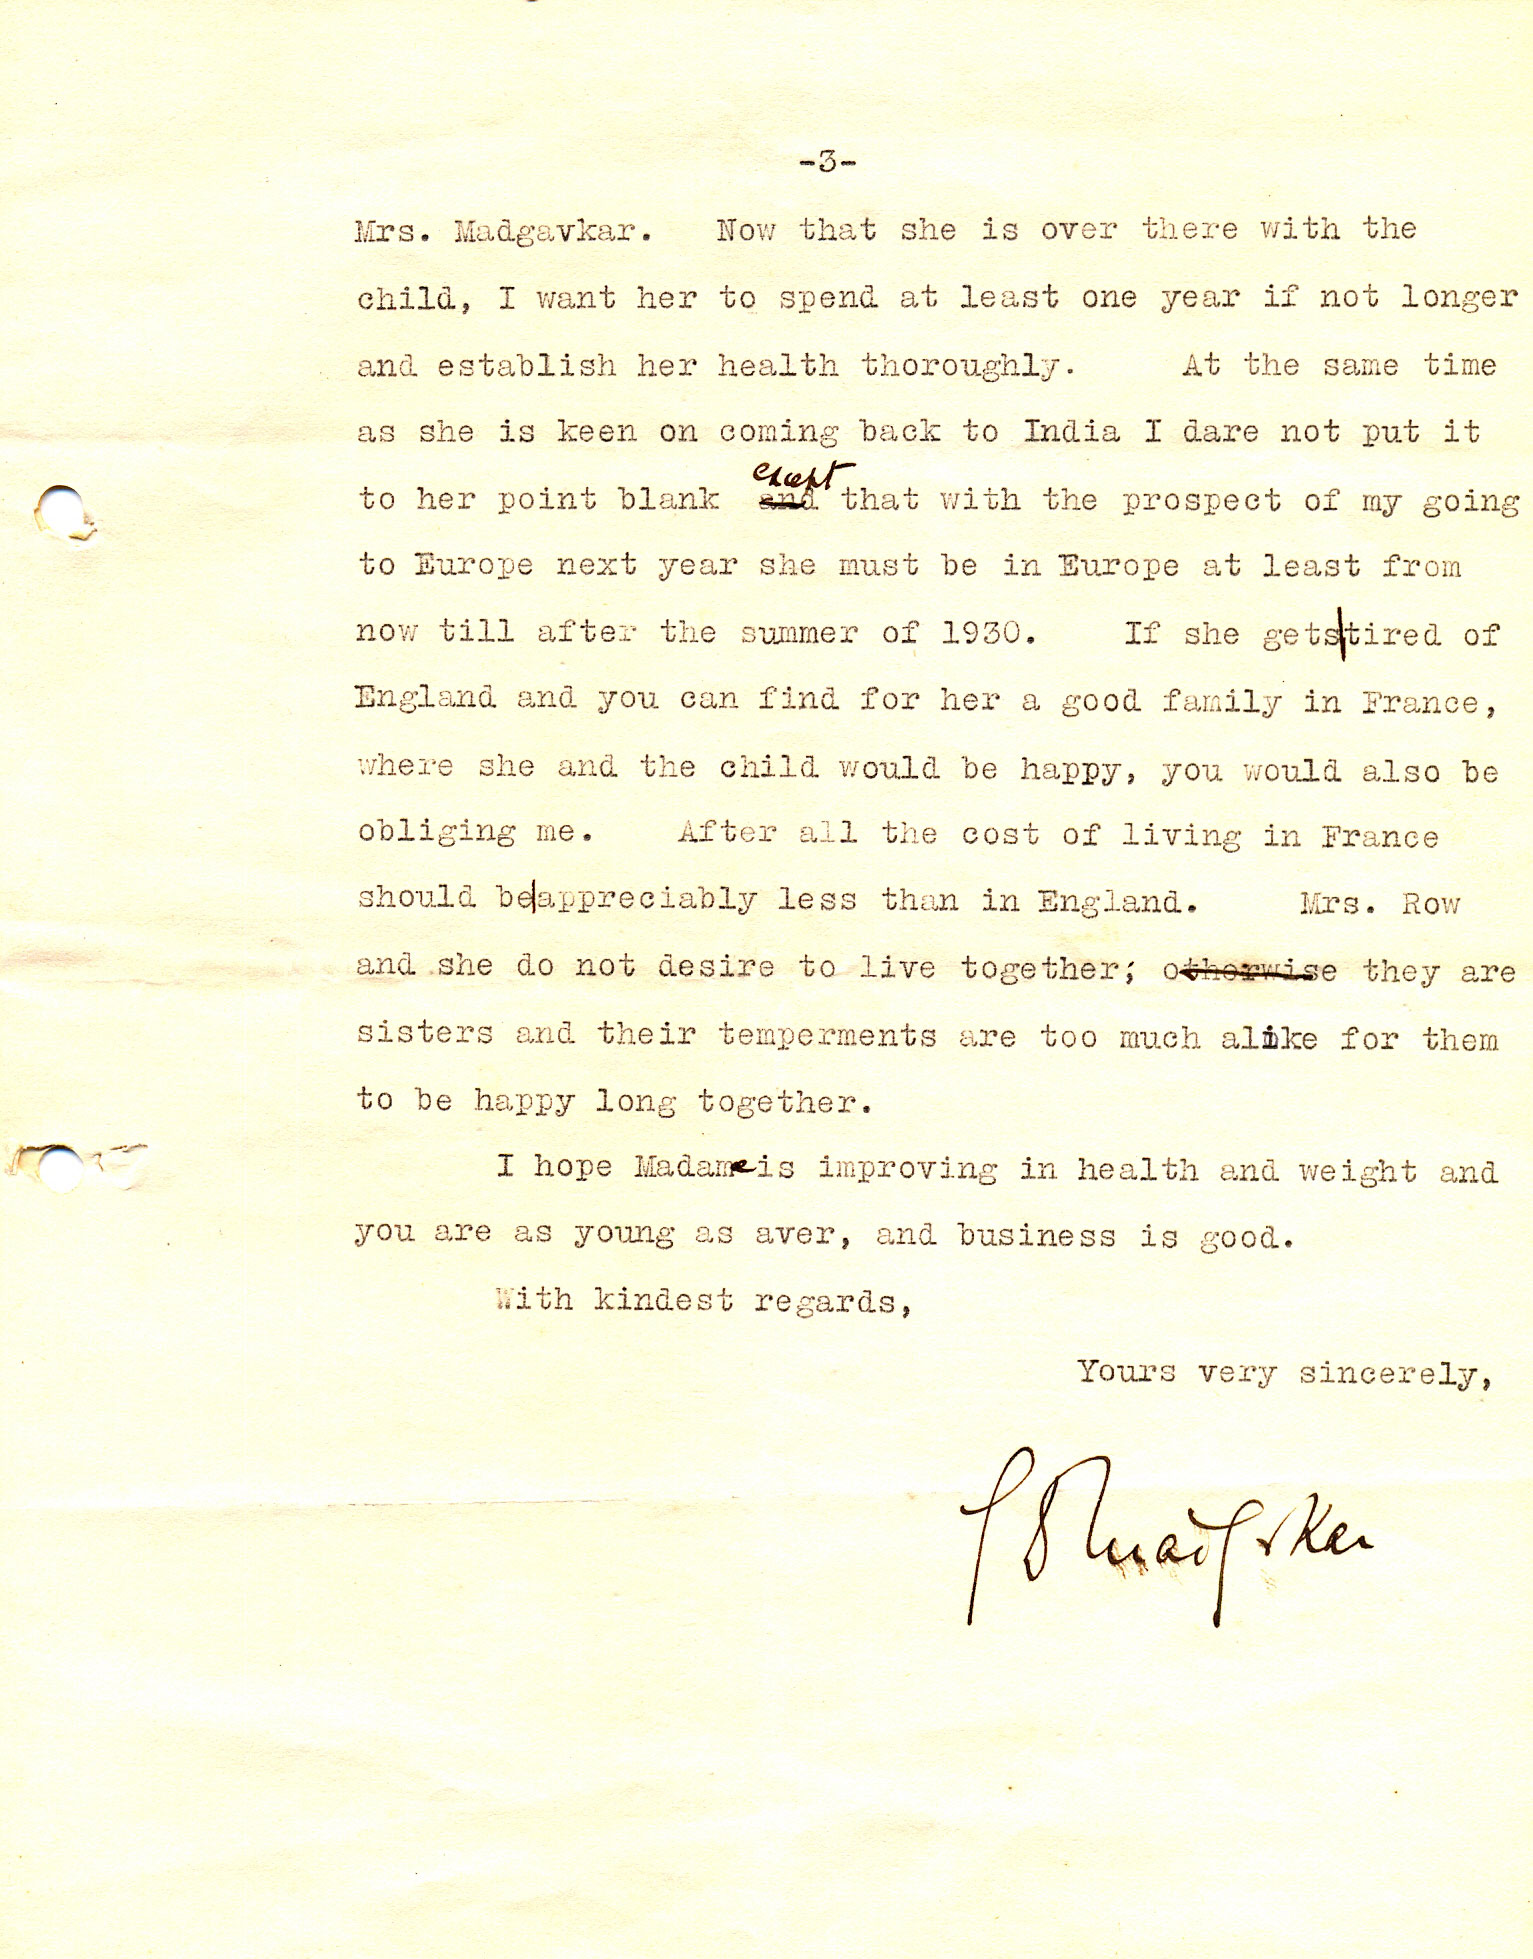 -3-
Mrs. Madgavkar. Now that she is over there with the
child, I want her to spend at least one year if not longer
and establish her health thoroughly. At the same time
as she is keen on coming back to India I dare not put it
except
to her point blank and that with the prospect of my going
to Europe next year she must be in Europe at least from
now till after the summer of 1930. If she gets|tired of
England and you can find for her a good family in France,
where she and the child would be happy, you would also be
obliging me. After all the cost of living in France
should be|appreciably less than in England. Mrs. Row
and she do not desire to live together; otherwise they are
sisters and their temperments are too much alike for them
to be happy long together.
I hope Madame is improving in health and weight and
you are as young as aver, and business is good.
With kindest regards,
Yours very sincerely,
G D Madgavkar